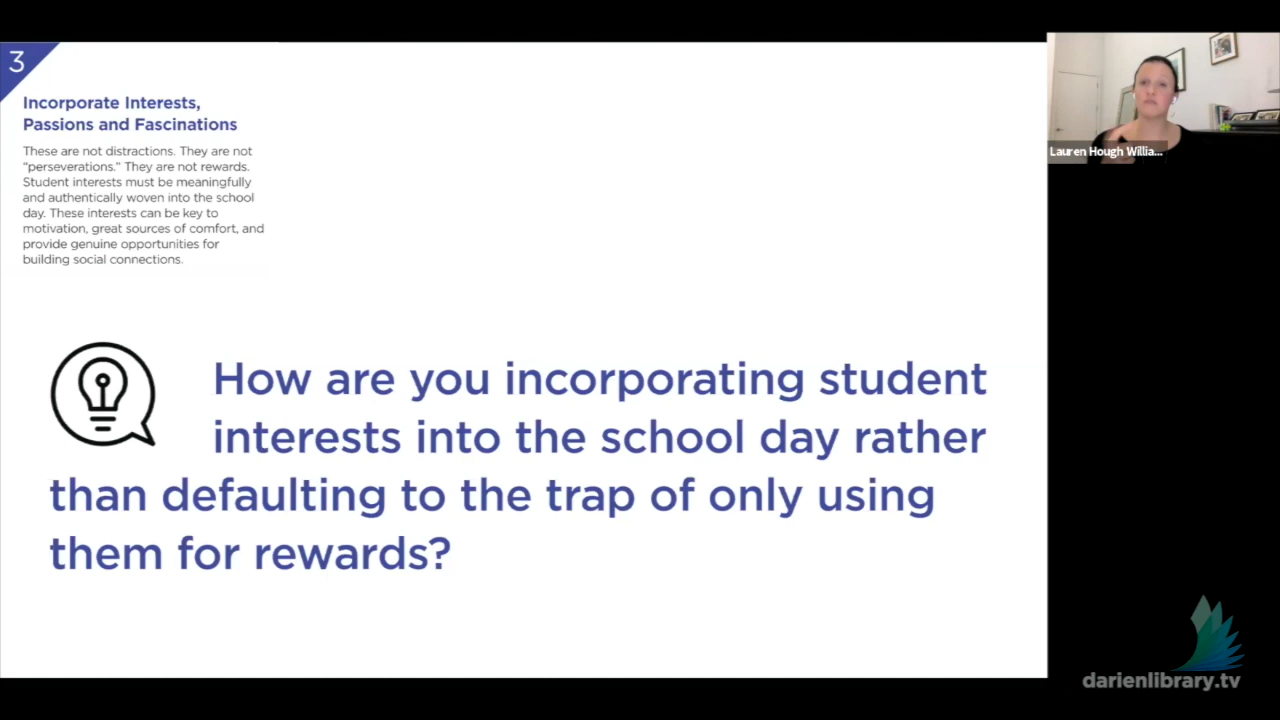 3
Incorporate Interests,
Passions and Fascinations
These are not distractions. They are not
“perseverations.” They are not rewards.
Student interests must be meaningfully
and authentically woven into the school
day. These interests can be key to
motivation, great sources of comfort, and
provide genuine opportunities for
building social connections.
How are you incorporating student
interests into the school day rather
than defaulting to the trap of only using
them for rewards?
Lauren Hough Willia...
darienlibrary.tv